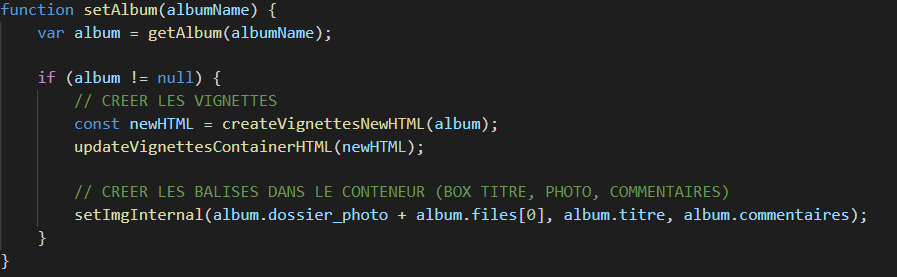 function setAlbum(albumName) {
var album = getAlbum(albumName);
if (album != null) {
// CREER LES VIGNETTES
const newHTML = createVignettesNewHTML(album);
updateVignettesContainerHTML(newHTML);
// CREER LES BALISES DANS LE CONTENEUR (BOX TITRE, PHOTO, COMMENTAIRES)
setImgInternal(album.dossier_photo + album.files[0], album.titre, album.commentaires);
}
}